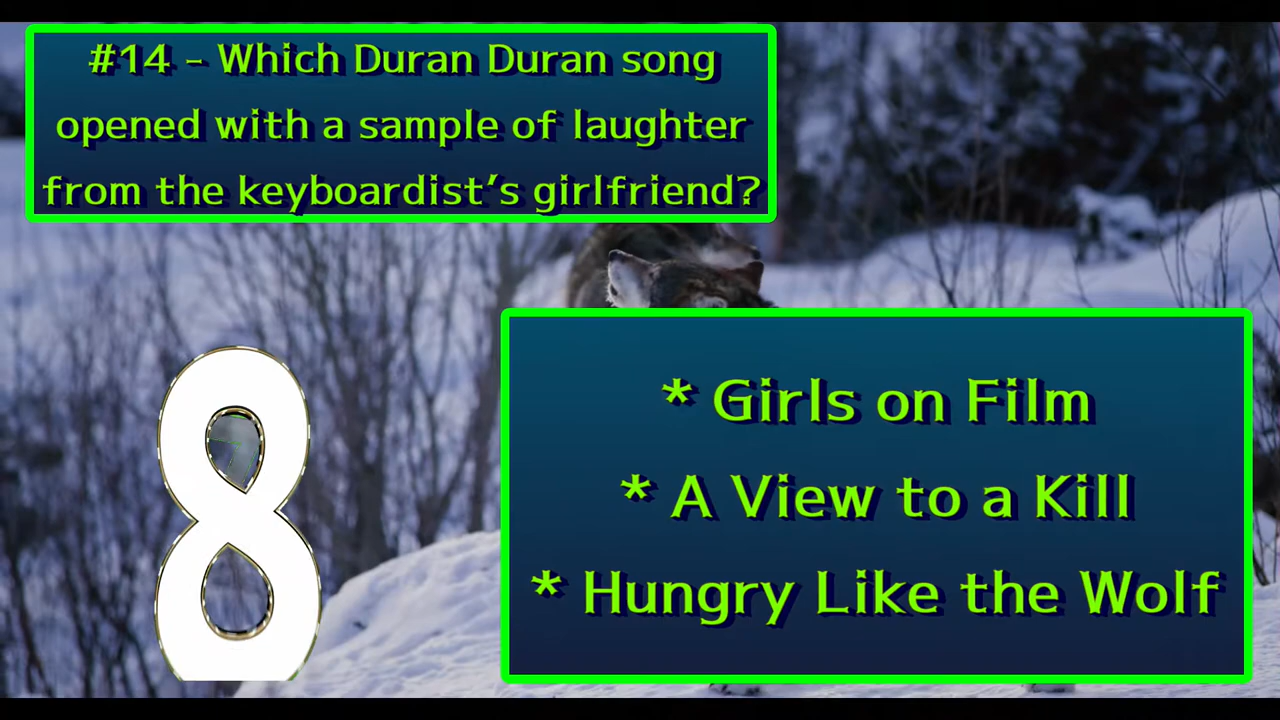 #14 - Which Duran Duran song
opened with a sample of laughter
from the keyboardist's girlfriend?
8
* Girls on Film
* A View to a Kill
* Hungry Like the Wolf